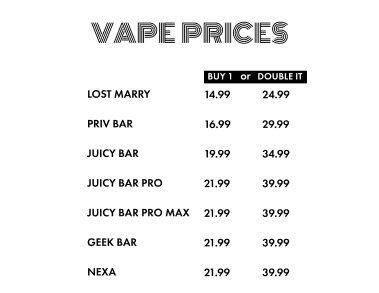 VAPE PRICES
BUY 1 or DOUBLE IT
LOST MARRY 14.99 24.99
PRIV BAR 16.99 29.99
JUICY BAR 19.99 34.99
JUICY BAR PRO 21.99 39.99
JUICY BAR PRO MAX 21.99 39.99
GEEK BAR 21.99 39.99
NEXA 21.99 39.99